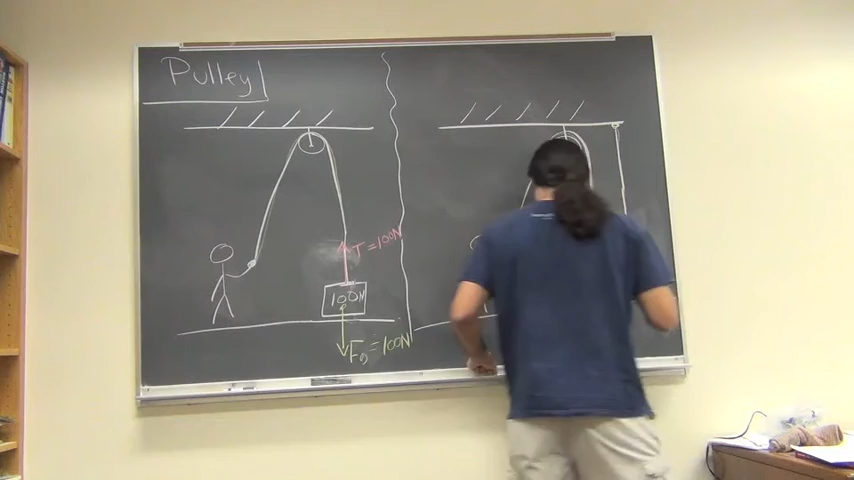 Pulley
T = 100N
100N
Fg = 100N